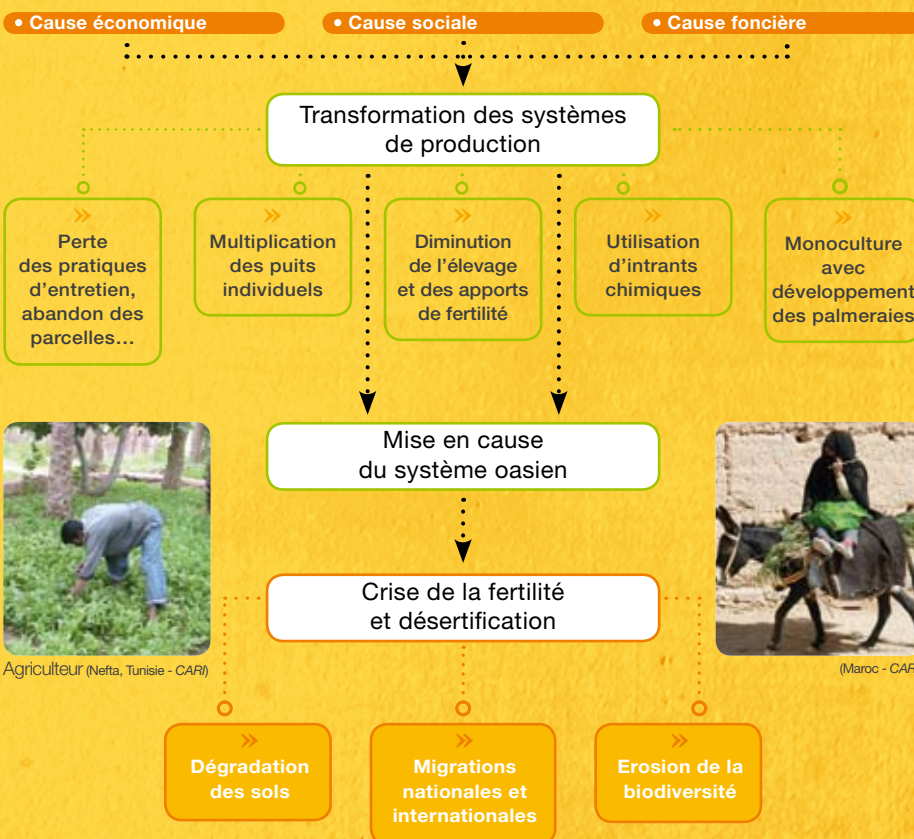 • Cause économique
• Cause sociale
• Cause foncière
Transformation des systèmes
de production
»
Perte
des pratiques
d'entretien,
abandon des
parcelles…
»
Multiplication
des puits
individuels
»
Diminution
de l'élevage
et des apports
de fertilité
»
Utilisation
d'intrants
chimiques
»
Monoculture
avec
développement
des palmeraies
Mise en cause
du système oasien
Crise de la fertilité
et désertification
Agriculteur (Nefta, Tunisie - CARI)
(Maroc - CAR
»
Dégradation
des sols
»
Migrations
nationales et
internationales
»
Erosion de la
biodiversité